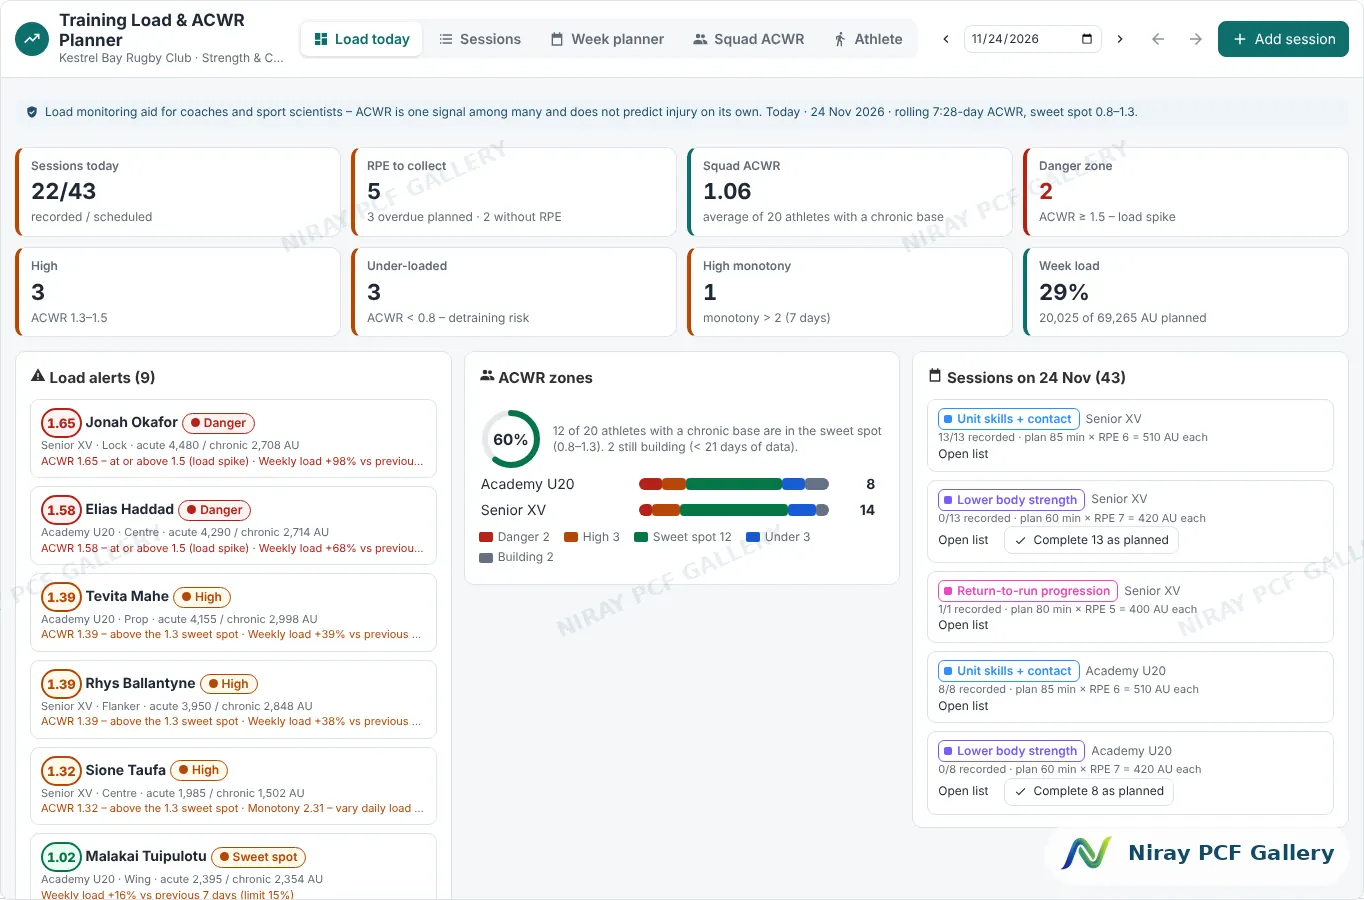 Training Load & ACWR
Planner
Kestrel Bay Rugby Club · Strength & C...
Load today
Sessions
Week planner
Squad ACWR
Athlete
11/24/2026
Add session
Load monitoring aid for coaches and sport scientists – ACWR is one signal among many and does not predict injury on its own. Today · 24 Nov 2026 · rolling 7:28-day ACWR, sweet spot 0.8–1.3.
Sessions today
22/43
recorded / scheduled
RPE to collect
5
3 overdue planned · 2 without RPE
Squad ACWR
1.06
average of 20 athletes with a chronic base
Danger zone
2
ACWR ≥ 1.5 – load spike
High
3
ACWR 1.3–1.5
Under-loaded
3
ACWR < 0.8 – detraining risk
High monotony
1
monotony > 2 (7 days)
Week load
29%
20,025 of 69,265 AU planned
Load alerts (9)
1.65 Jonah Okafor Danger
Senior XV · Lock · acute 4,480 / chronic 2,708 AU
ACWR 1.65 – at or above 1.5 (load spike) · Weekly load +98% vs previou...
1.58 Elias Haddad Danger
Academy U20 · Centre · acute 4,290 / chronic 2,714 AU
ACWR 1.58 – at or above 1.5 (load spike) · Weekly load +68% vs previou...
1.39 Tevita Mahe High
Academy U20 · Prop · acute 4,155 / chronic 2,998 AU
ACWR 1.39 – above the 1.3 sweet spot · Weekly load +39% vs previous ...
1.39 Rhys Ballantyne High
Senior XV · Flanker · acute 3,950 / chronic 2,848 AU
ACWR 1.39 – above the 1.3 sweet spot · Weekly load +38% vs previous ...
1.32 Sione Taufa High
Senior XV · Centre · acute 1,985 / chronic 1,502 AU
ACWR 1.32 – above the 1.3 sweet spot · Monotony 2.31 – vary daily load ...
1.02 Malakai Tuipulotu Sweet spot
Academy U20 · Wing · acute 2,395 / chronic 2,354 AU
Weekly load +16% vs previous 7 days (limit 15%)
ACWR zones
60%
12 of 20 athletes with a chronic base are in the sweet spot
(0.8–1.3). 2 still building (< 21 days of data).
Academy U20 8
Senior XV 14
Danger 2 High 3 Sweet spot 12 Under 3
Building 2
Sessions on 24 Nov (43)
Unit skills + contact Senior XV
13/13 recorded · plan 85 min × RPE 6 = 510 AU each
Open list
Lower body strength Senior XV
0/13 recorded · plan 60 min × RPE 7 = 420 AU each
Open list Complete 13 as planned
Return-to-run progression Senior XV
1/1 recorded · plan 80 min × RPE 5 = 400 AU each
Open list
Unit skills + contact Academy U20
8/8 recorded · plan 85 min × RPE 6 = 510 AU each
Open list
Lower body strength Academy U20
0/8 recorded · plan 60 min × RPE 7 = 420 AU each
Open list Complete 8 as planned
Niray PCF Gallery
NIRAY PCF GALLERY
NIRAY PCF GALLERY
PCF GALLERY
NIRAY PCF GALLERY
NIRAY PCF GALLERY